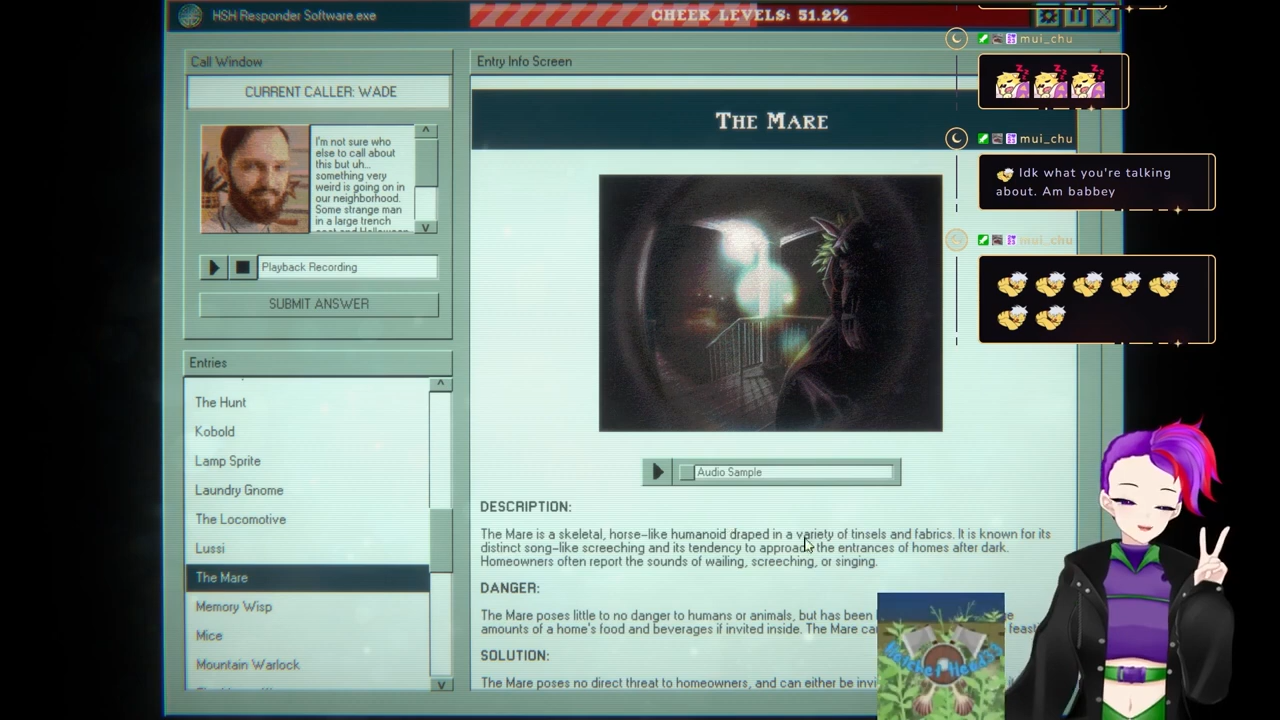 HSH Responder Software.exe
CHEER LEVELS: 51.2%
Call Window
CURRENT CALLER: WADE
I'm not sure who
else to call about
this but uh...
something very
weird is going on in
our neighborhood.
Some strange man
in a large trench
Playback Recording
SUBMIT ANSWER
Entries
The Hunt
Kobold
Lamp Sprite
Laundry Gnome
The Locomotive
Lussi
The Mare
Memory Wisp
Mice
Mountain Warlock
Entry Info Screen
The Mare
Audio Sample
DESCRIPTION:
The Mare is a skeletal, horse-like humanoid draped in a variety of tinsels and fabrics. It is known for its
distinct song-like screeching and its tendency to approach the entrances of homes after dark.
Homeowners often report the sounds of wailing, screeching, or singing.
DANGER:
The Mare poses little to no danger to humans or animals, but has been
amounts of a home's food and beverages if invited inside. The Mare
SOLUTION:
The Mare poses no direct threat to homeowners, and can either be
mui_chu
mui_chu
Idk what you're talking
about. Am babbey
mui_chu